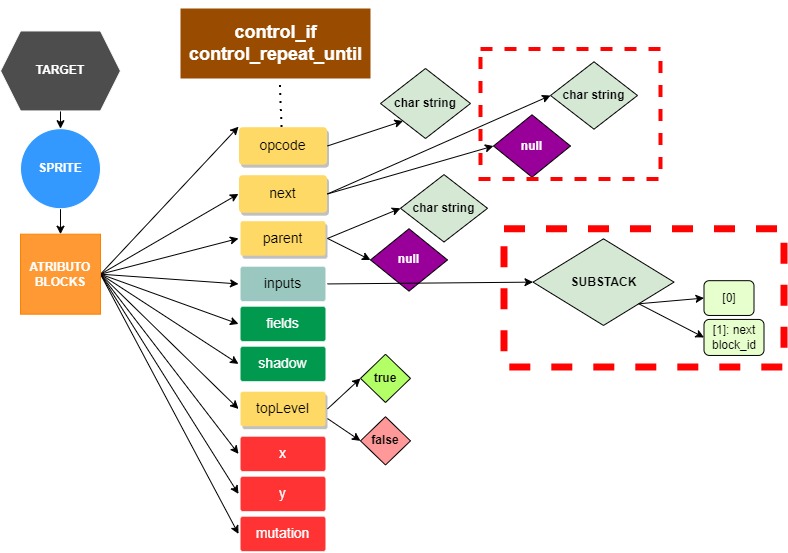 control_if
control_repeat_until
TARGET
SPRITE
ATRIBUTO
BLOCKS
opcode
char string
next
char string
null
parent
char string
null
inputs
SUBSTACK
[0]
[1]: next
block_id
fields
shadow
topLevel
true
false
x
y
mutation